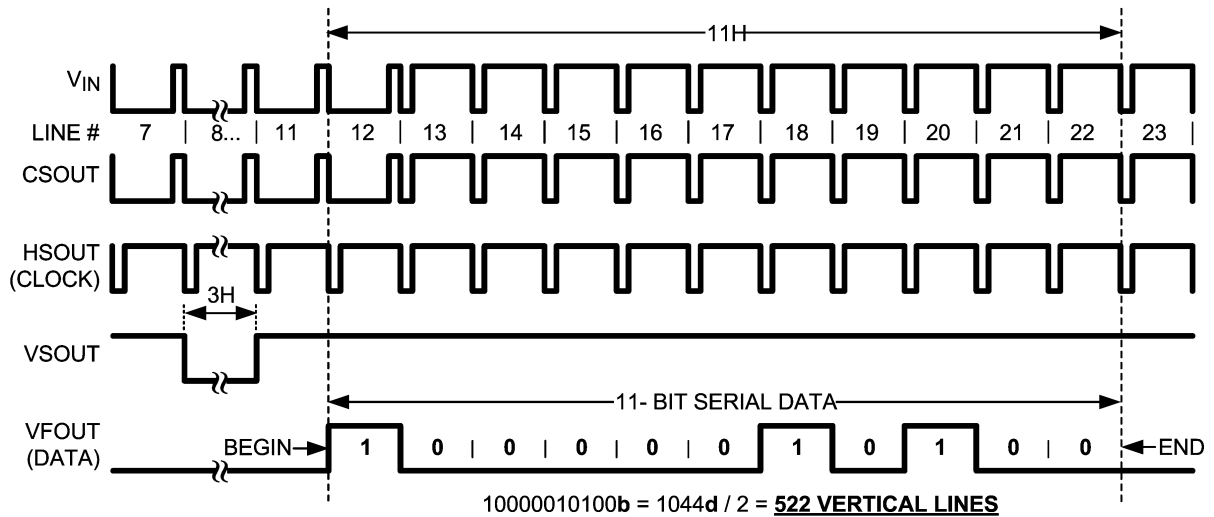 11H
VIN
LINE # 7 | 8... | 11 | 12 | 13 | 14 | 15 | 16 | 17 | 18 | 19 | 20 | 21 | 22 | 23 |
CSOUT
HSOUT
(CLOCK)
3H
VSOUT
11- BIT SERIAL DATA
VFOUT
(DATA)
BEGIN 1 0 | 0 | 0 | 0 | 0 1 0 1 0 | 0 END
10000010100b = 1044d / 2 = 522 VERTICAL LINES